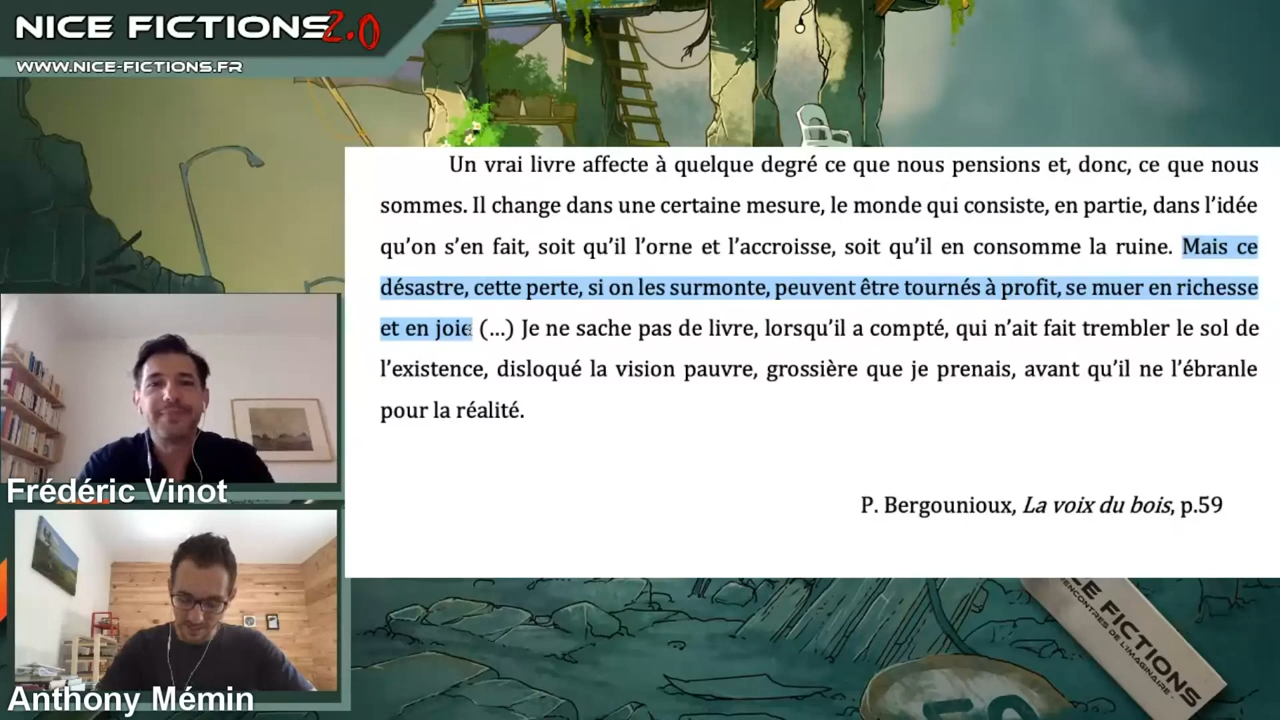 NICE FICTIONS 2.0
WWW.NICE-FICTIONS.FR
Un vrai livre affecte à quelque degré ce que nous pensions et, donc, ce que nous
sommes. Il change dans une certaine mesure, le monde qui consiste, en partie, dans l’idée
qu’on s’en fait, soit qu’il l’orne et l’accroisse, soit qu’il en consomme la ruine. Mais ce
désastre, cette perte, si on les surmonte, peuvent être tournés à profit, se muer en richesse
et en joie (…) Je ne sache pas de livre, lorsqu’il a compté, qui n’ait fait trembler le sol de
l’existence, disloqué la vision pauvre, grossière que je prenais, avant qu’il ne l’ébranle
pour la réalité.
P. Bergounioux, La voix du bois, p.59
Frédéric Vinot
Anthony Mémin
CE FICTIONS
RENCONTRES DE L'IMAGINAIRE